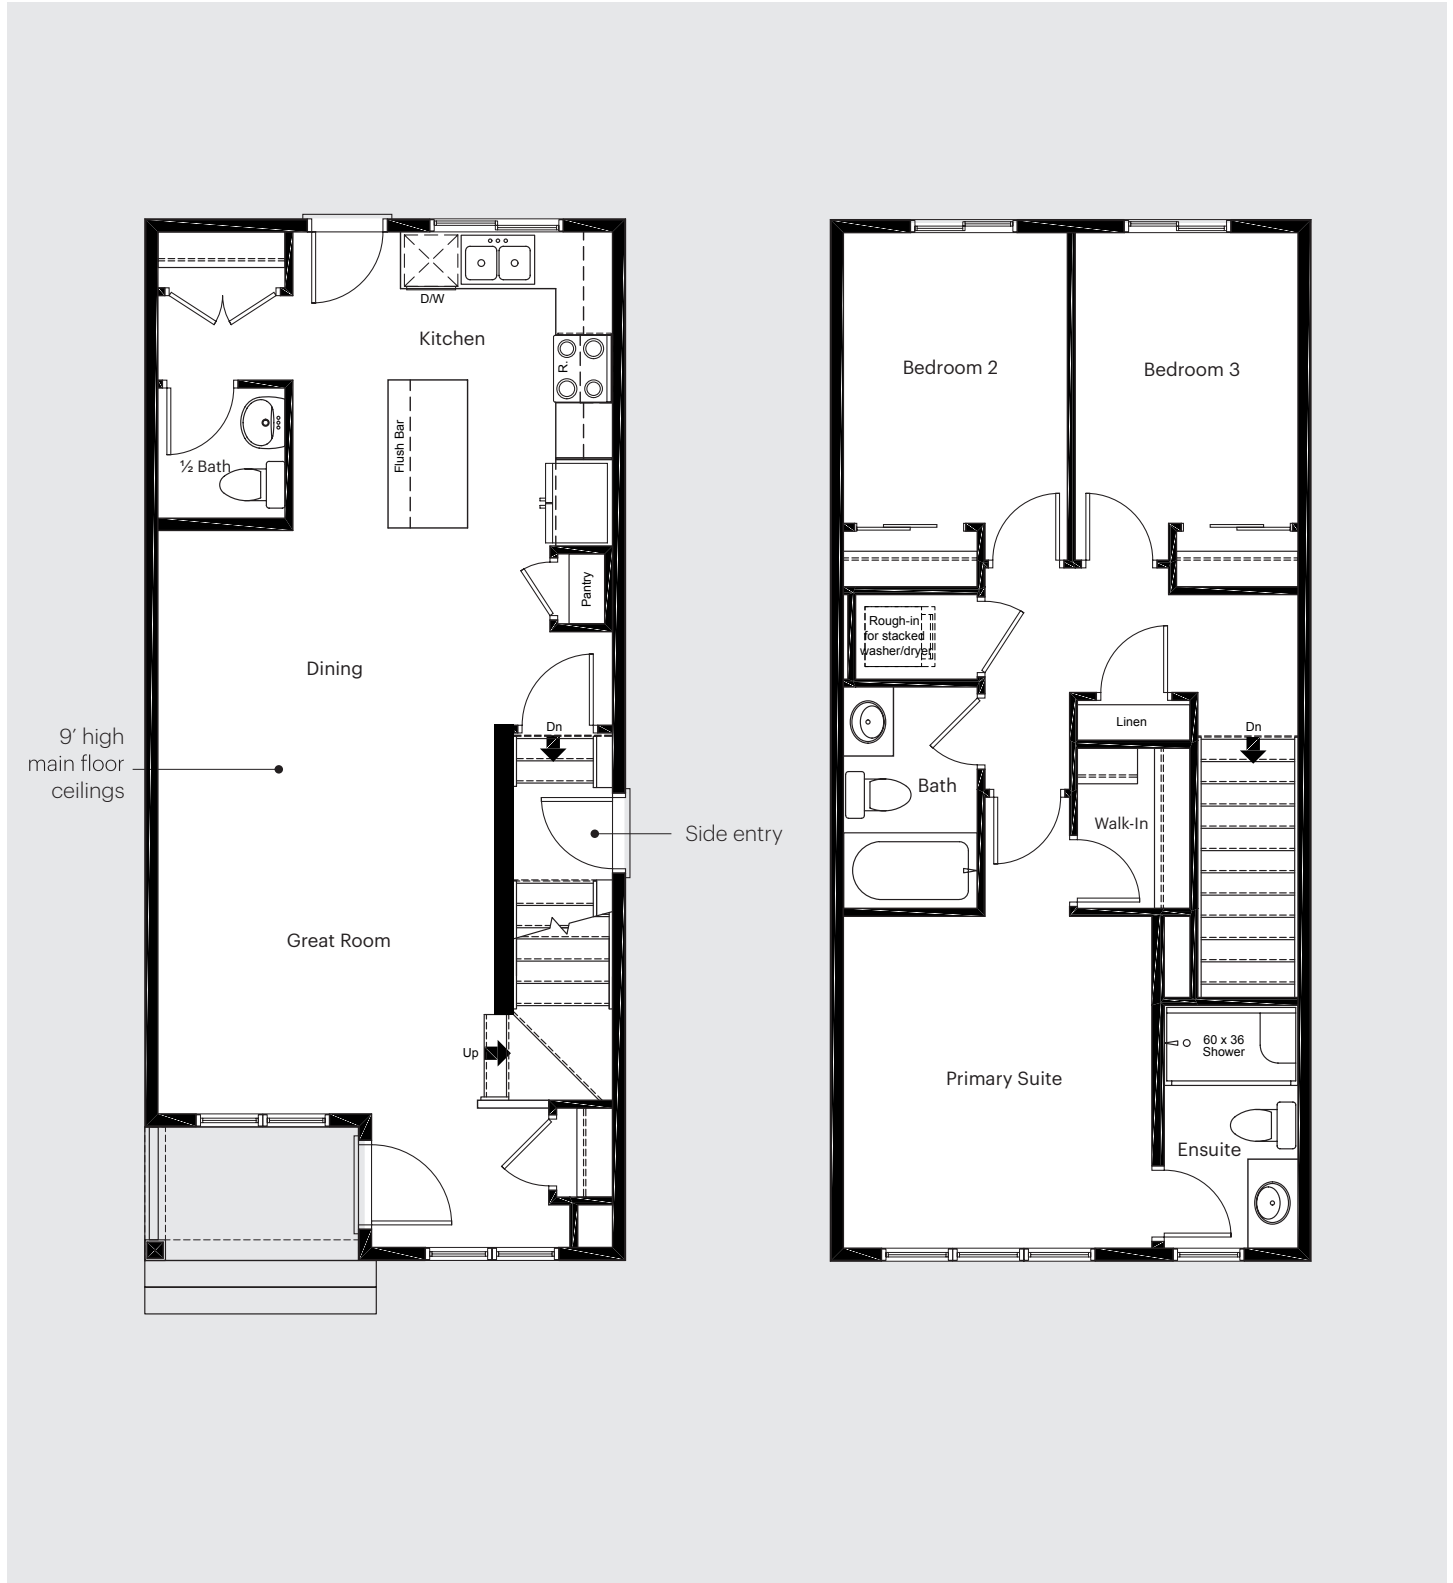 D/W
Kitchen
R.
Flush Bar
½ Bath
Pantry
Dining
Dn
9’ high
main floor
ceilings
Side entry
Great Room
Up
Bedroom 2
Bedroom 3
Rough-in
for stacked
washer/dryer
Linen
Dn
Bath
Walk-In
60 x 36
Shower
Primary Suite
Ensuite